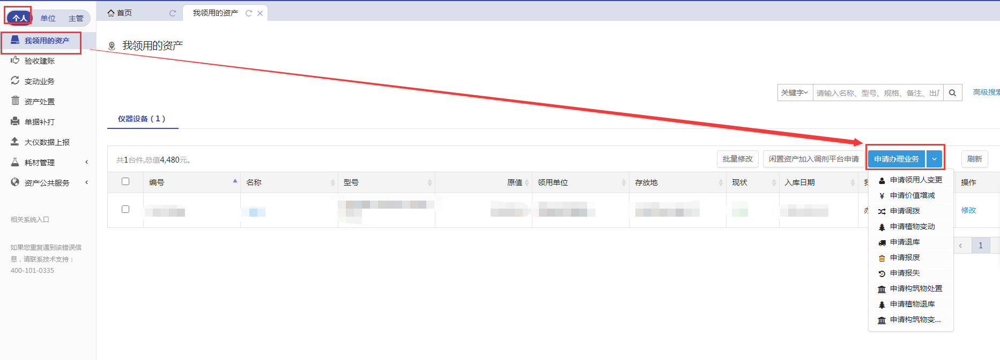 个人 单位 主管
我领用的资产
验收建账
变动业务
资产处置
单据补打
大仪数据上报
耗材管理
资产公共服务
相关系统入口
如果您重复遇到该错误信
息，请联系技术支持：
400-101-0335
首页 我领用的资产
我领用的资产
关键字 请输入名称、型号、规格、备注、出厂 高级搜索
仪器设备（1）
共1台件,总值4,480元。 批量修改 闲置资产加入调剂平台申请 申请办理业务 刷新
编号 名称 型号 原值 领用单位 存放地 现状 入库日期 操作
修改
1
申请领用人变更
¥ 申请价值增减
申请调拨
申请植物变动
申请退库
申请报废
申请报失
申请构筑物处置
申请植物退库
申请构筑物变...